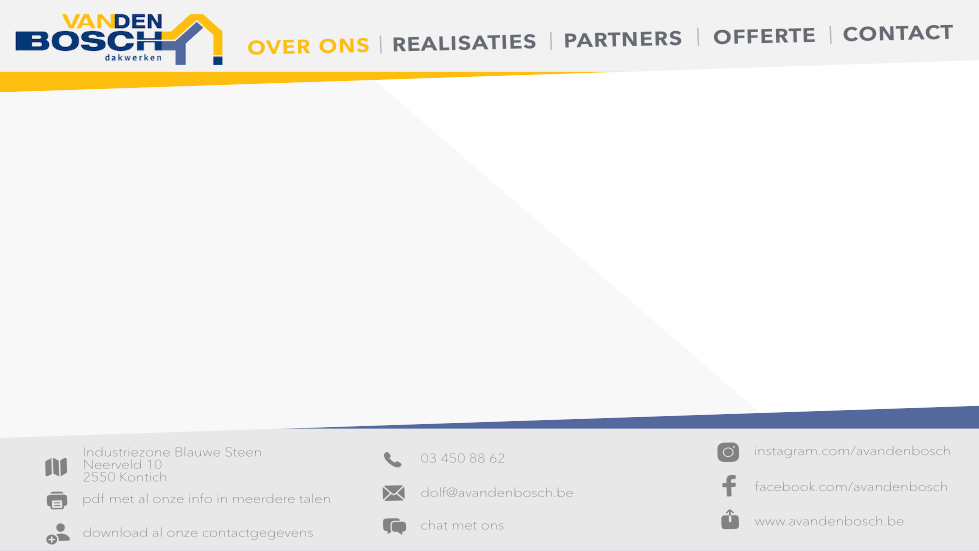 VANDEN
BOSCH
dakwerken
OVER ONS | REALISATIES | PARTNERS | OFFERTE | CONTACT
Industriezone Blauwe Steen
Neerveld 10
2550 Kontich
pdf met al onze info in meerdere talen
download al onze contactgegevens
03 450 88 62
dolf@avandenbosch.be
chat met ons
instagram.com/avandenbosch
facebook.com/avandenbosch
www.avandenbosch.be